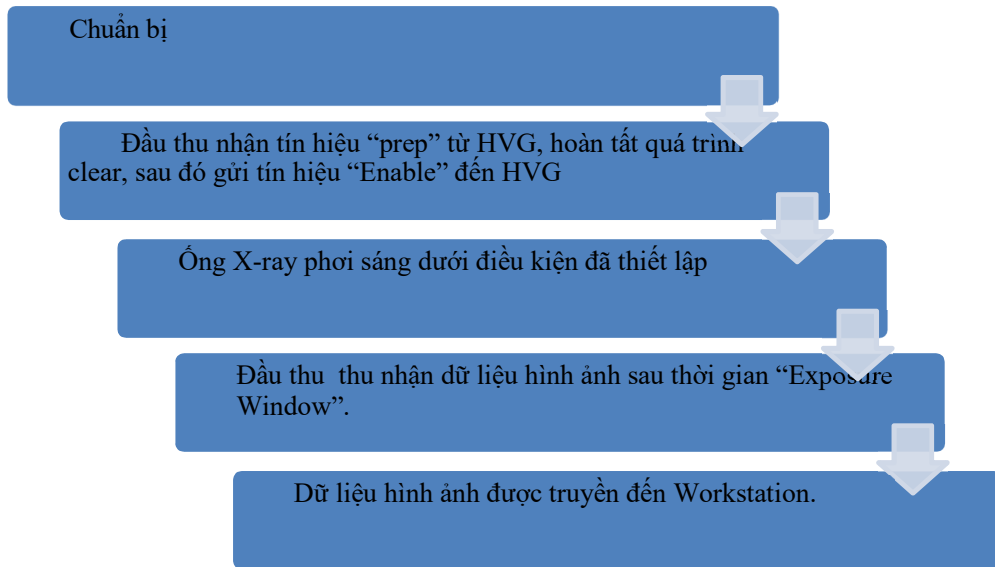 Chuẩn bị
Đầu thu nhận tín hiệu “prep” từ HVG, hoàn tất quá trình
clear, sau đó gửi tín hiệu “Enable” đến HVG
Ống X-ray phơi sáng dưới điều kiện đã thiết lập
Đầu thu  thu nhận dữ liệu hình ảnh sau thời gian “Exposure
Window”.
Dữ liệu hình ảnh được truyền đến Workstation.